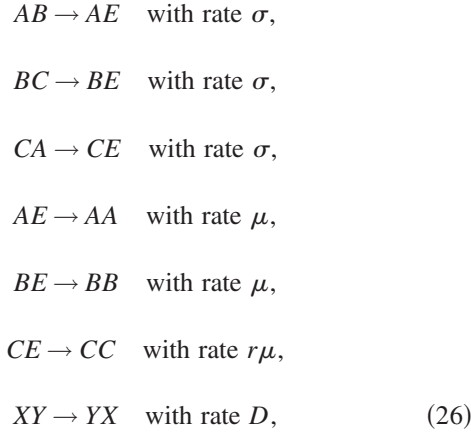 AB → AE with rate σ,
BC → BE with rate σ,
CA → CE with rate σ,
AE → AA with rate μ,
BE → BB with rate μ,
CE → CC with rate rμ,
XY → YX with rate D, (26)